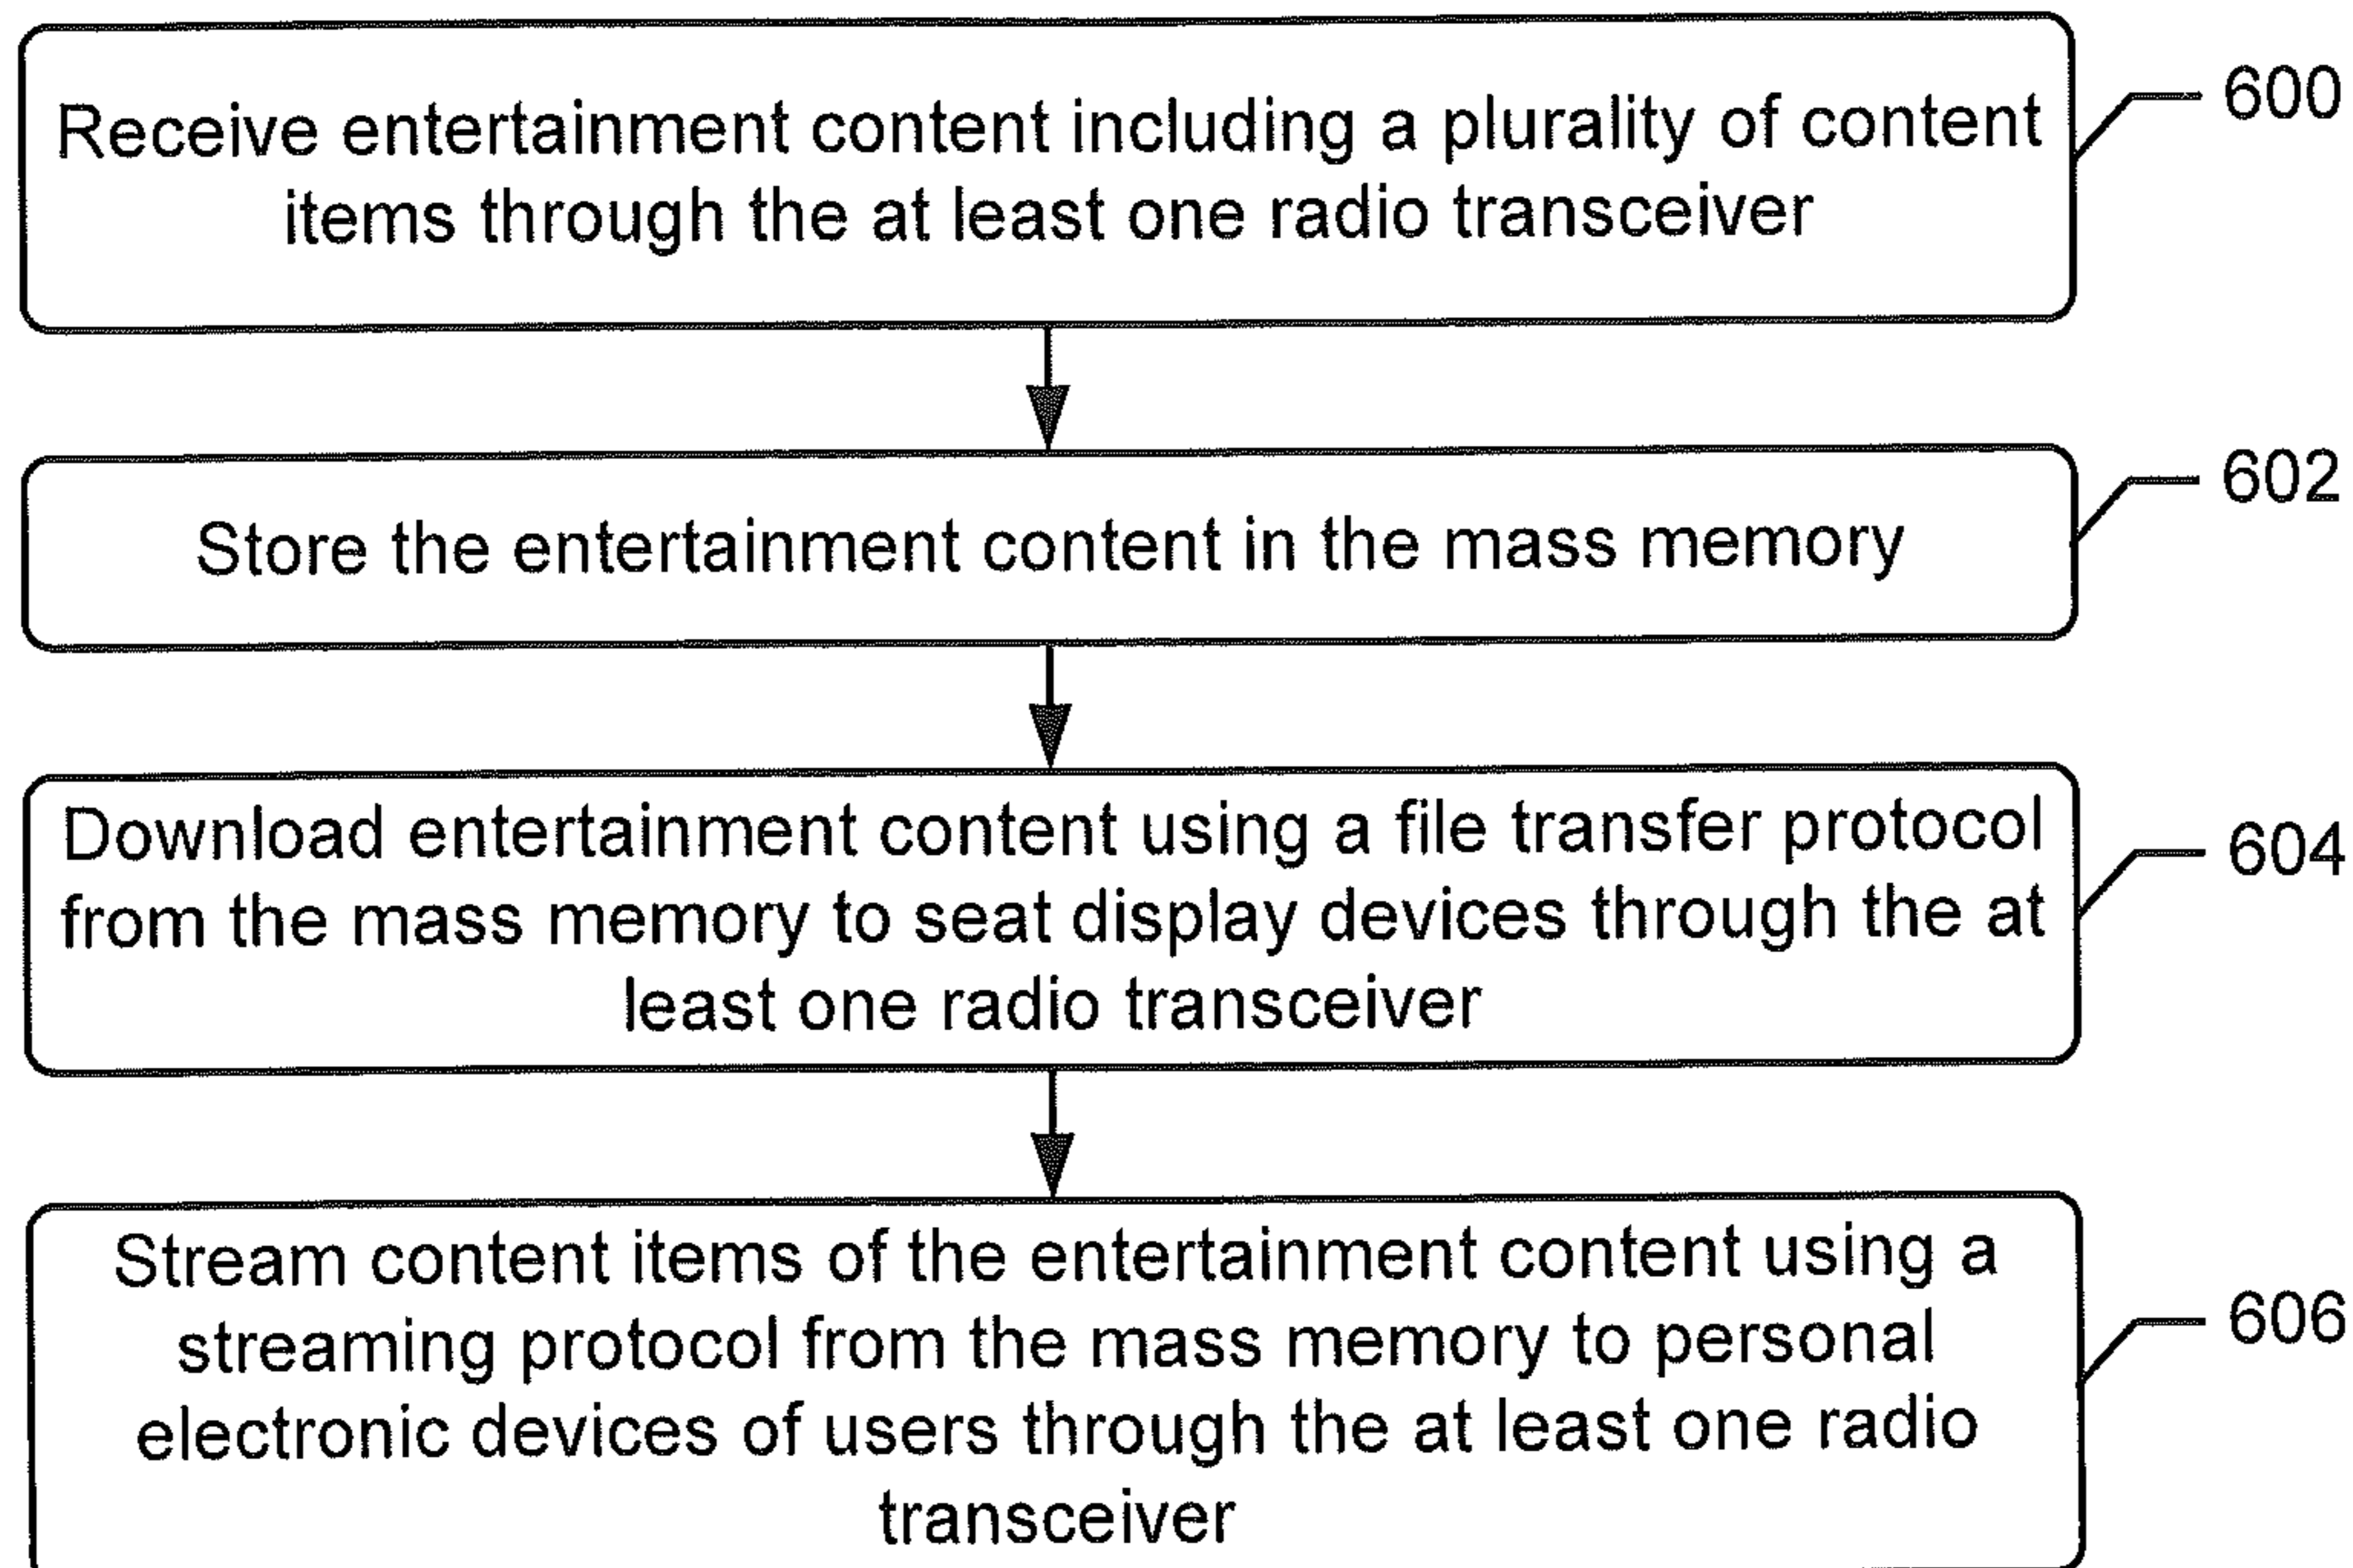 Receive entertainment content including a plurality of content
items through the at least one radio transceiver
600
Store the entertainment content in the mass memory
602
Download entertainment content using a file transfer protocol
from the mass memory to seat display devices through the at
least one radio transceiver
604
Stream content items of the entertainment content using a
streaming protocol from the mass memory to personal
electronic devices of users through the at least one radio
transceiver
606